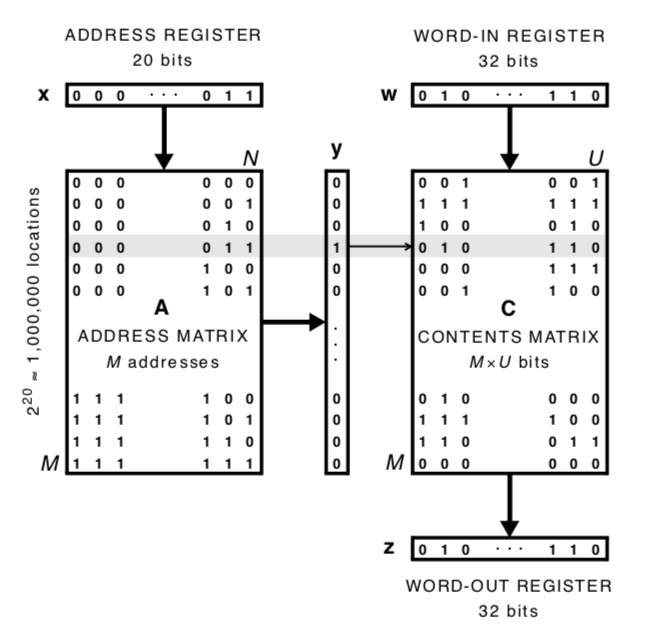 ADDRESS REGISTER
20 bits
x 0 0 0 · · · 0 1 1
WORD-IN REGISTER
32 bits
w 0 1 0 · · · 1 1 0
2^20 ≈ 1,000,000 locations
N
0 0 0 0 0 0
0 0 0 0 0 1
0 0 0 0 1 0
0 0 0 0 1 1
0 0 0 1 0 0
0 0 0 1 0 1
A
ADDRESS MATRIX
M addresses
1 1 1 1 0 0
1 1 1 1 0 1
1 1 1 1 1 0
M 1 1 1 1 1 1
y
0
0
0
1
0
0
·
·
·
0
0
0
0
U
0 0 1 0 0 1
1 1 1 1 1 1
1 0 0 0 1 0
0 1 0 1 1 0
0 0 0 1 1 1
0 0 1 1 0 0
C
CONTENTS MATRIX
M×U bits
0 1 0 0 0 0
1 1 1 1 0 0
1 1 0 0 1 1
M 0 0 0 0 0 0
z 0 1 0 · · · 1 1 0
WORD-OUT REGISTER
32 bits